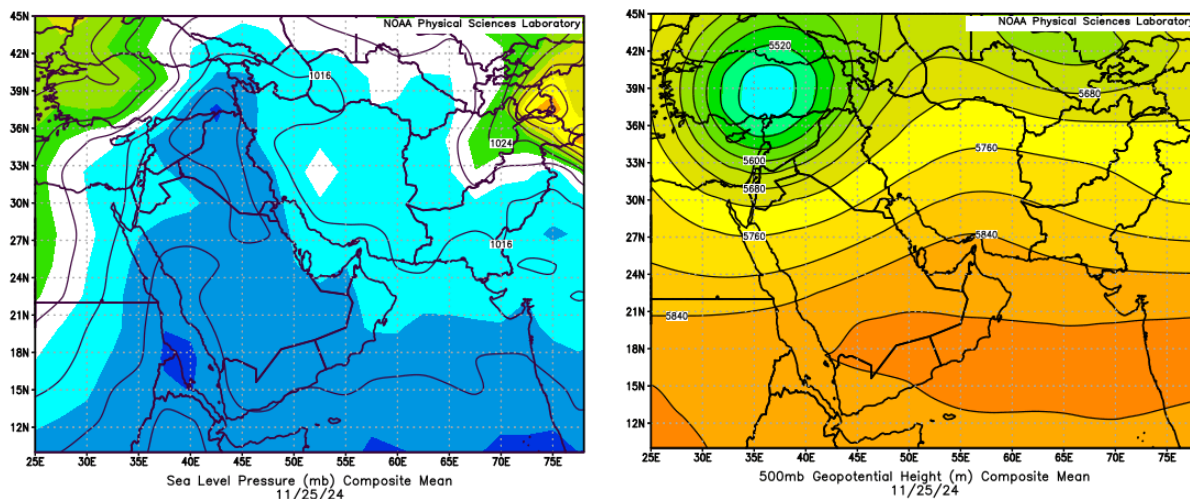 NOAA Physical Sciences Laboratory
45N
42N
39N
36N
33N
30N
27N
24N
21N
18N
15N
12N
1016
1024
1016
25E 30E 35E 40E 45E 50E 55E 60E 65E 70E 75E
Sea Level Pressure (mb) Composite Mean
11/25/24
NOAA Physical Sciences Laboratory
45N
42N
39N
36N
33N
30N
27N
24N
21N
18N
15N
12N
5520
5680
5760
5600
5680
5760
5840
5840
25E 30E 35E 40E 45E 50E 55E 60E 65E 70E 75E
500mb Geopotential Height (m) Composite Mean
11/25/24